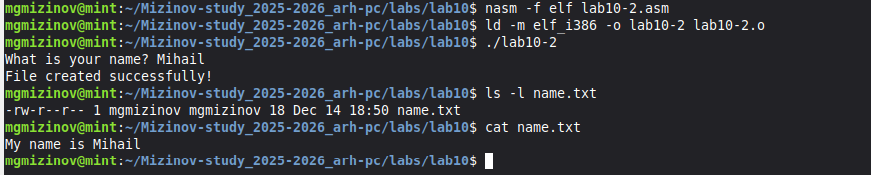 mgmizinov@mint:~/Mizinov-study_2025-2026_arh-pc/labs/lab10$ nasm -f elf lab10-2.asm
mgmizinov@mint:~/Mizinov-study_2025-2026_arh-pc/labs/lab10$ ld -m elf_i386 -o lab10-2 lab10-2.o
mgmizinov@mint:~/Mizinov-study_2025-2026_arh-pc/labs/lab10$ ./lab10-2
What is your name? Mihail
File created successfully!
mgmizinov@mint:~/Mizinov-study_2025-2026_arh-pc/labs/lab10$ ls -l name.txt
-rw-r--r-- 1 mgmizinov mgmizinov 18 Dec 14 18:50 name.txt
mgmizinov@mint:~/Mizinov-study_2025-2026_arh-pc/labs/lab10$ cat name.txt
My name is Mihail
mgmizinov@mint:~/Mizinov-study_2025-2026_arh-pc/labs/lab10$